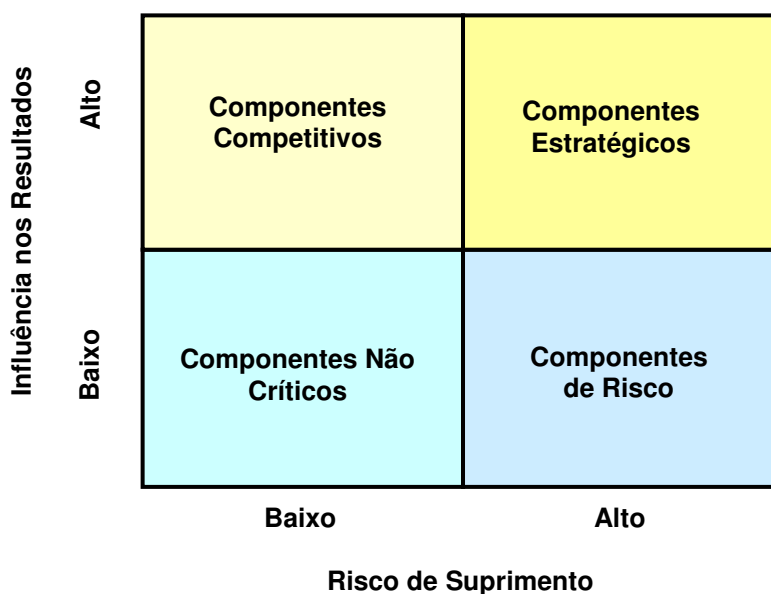 Influência nos Resultados
Alto
Componentes
Competitivos
Componentes
Estratégicos
Baixo
Componentes Não
Críticos
Componentes
de Risco
Baixo
Alto
Risco de Suprimento